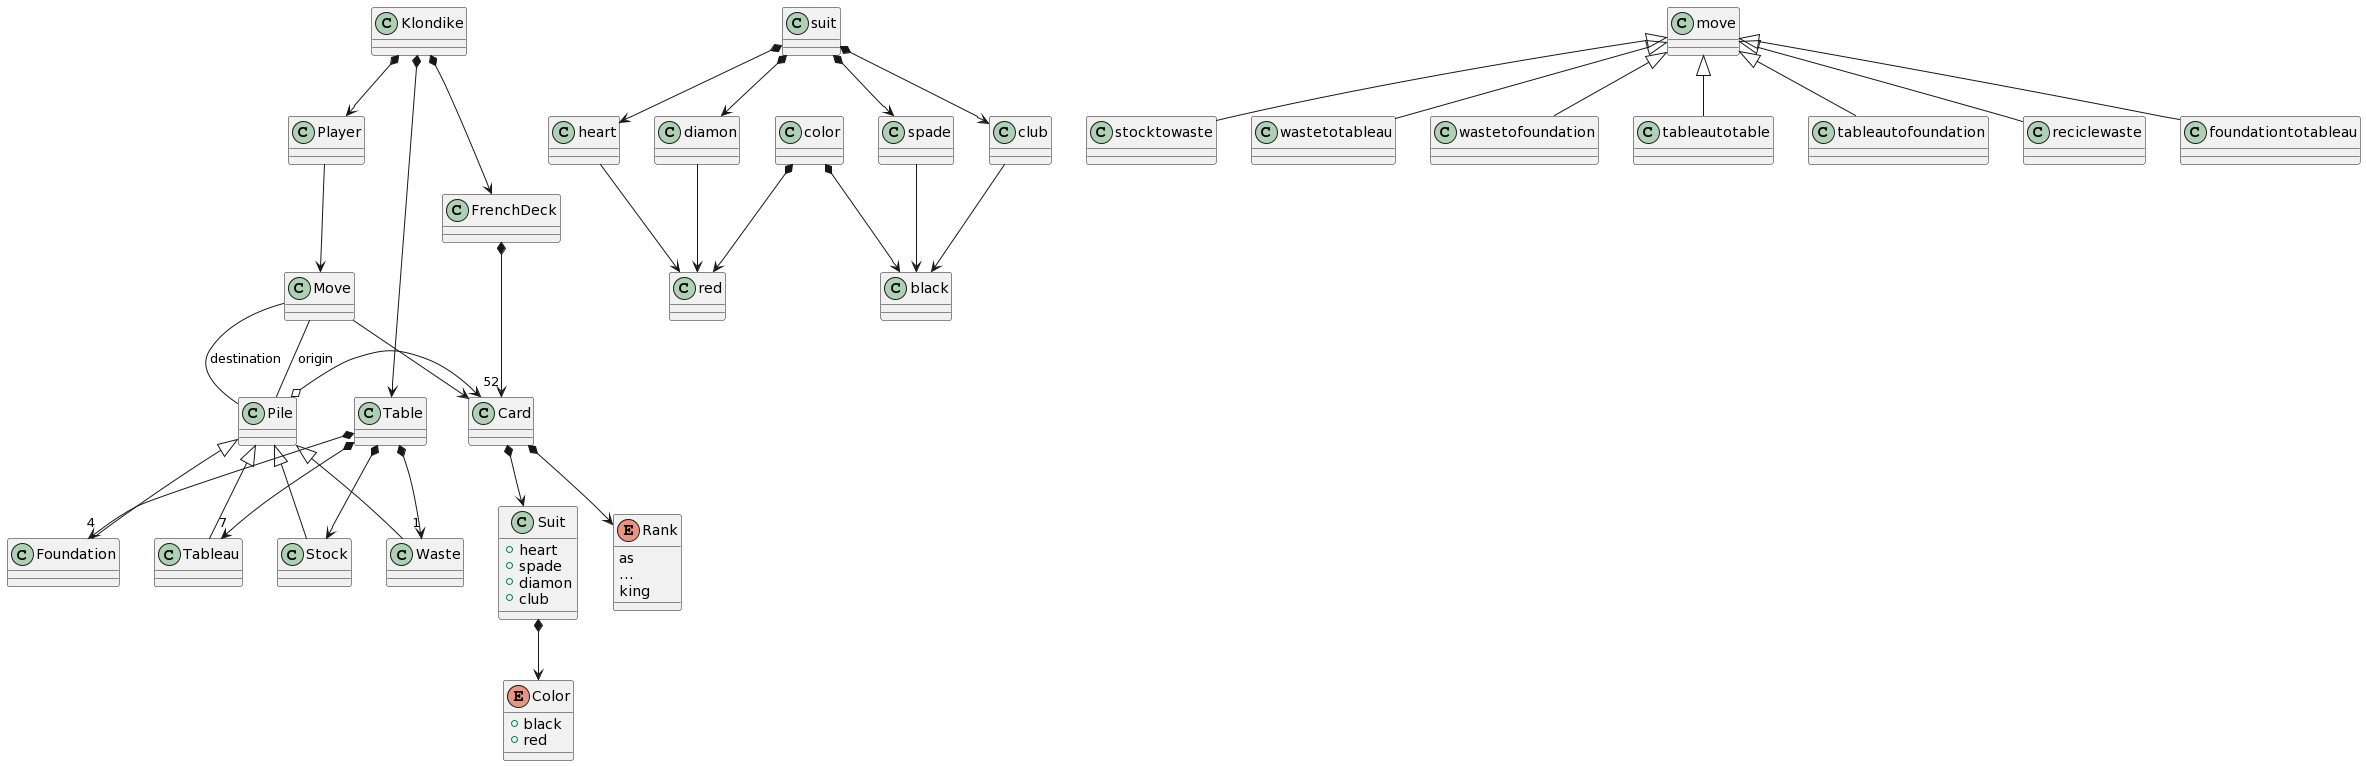 C Klondike
C suit
C move
C Player
C heart
C diamon
C color
C spade
C club
C stocktowaste
C wastetotableau
C wastetofoundation
C tableautotable
C tableautofoundation
C reciclewaste
C foundationtotableau
C FrenchDeck
C Move
C red
C black
destination
origin
52
C Pile
C Table
C Card
4
7
1
C Foundation
C Tableau
C Stock
C Waste
C Suit
heart
spade
diamon
club
E Rank
as
...
king
E Color
black
red